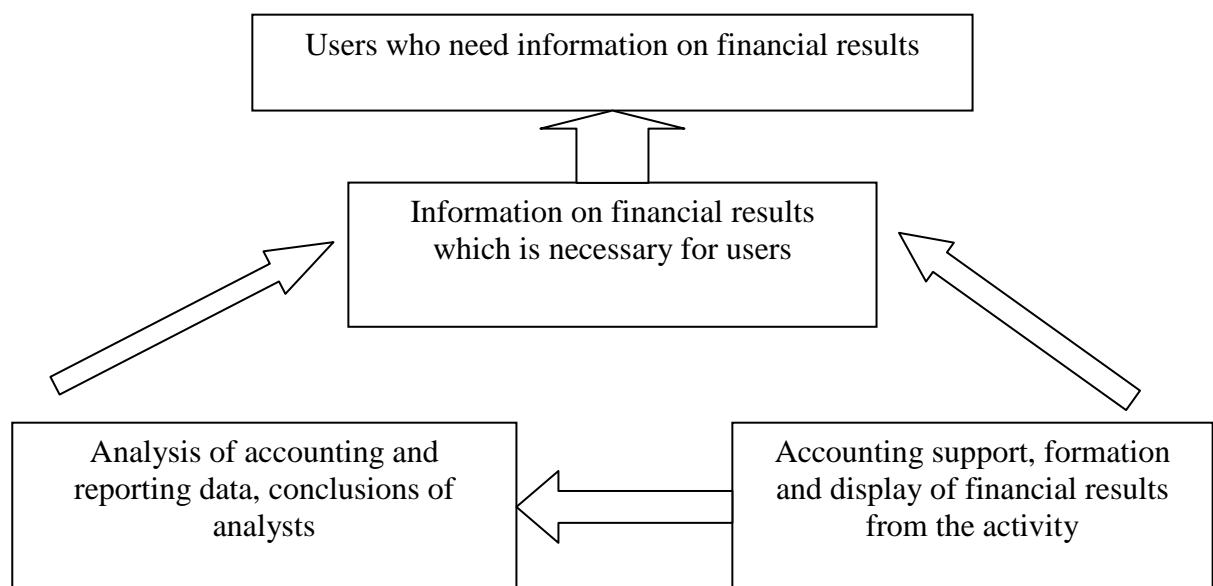 Users who need information on financial results
Information on financial results
which is necessary for users
Analysis of accounting and
reporting data, conclusions of
analysts
Accounting support, formation
and display of financial results
from the activity